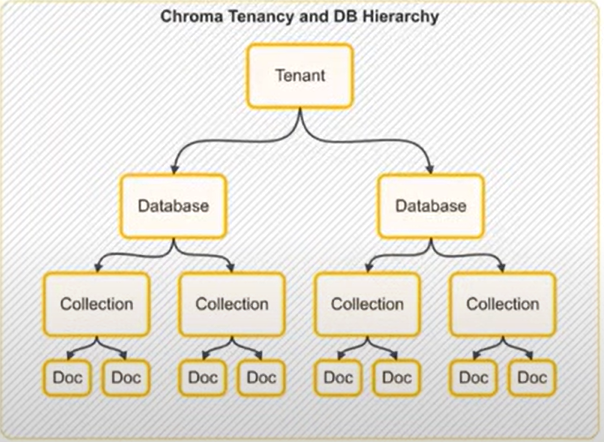 Chroma Tenancy and DB Hierarchy
Tenant
Database Database
Collection Collection Collection Collection
Doc Doc Doc Doc Doc Doc Doc Doc